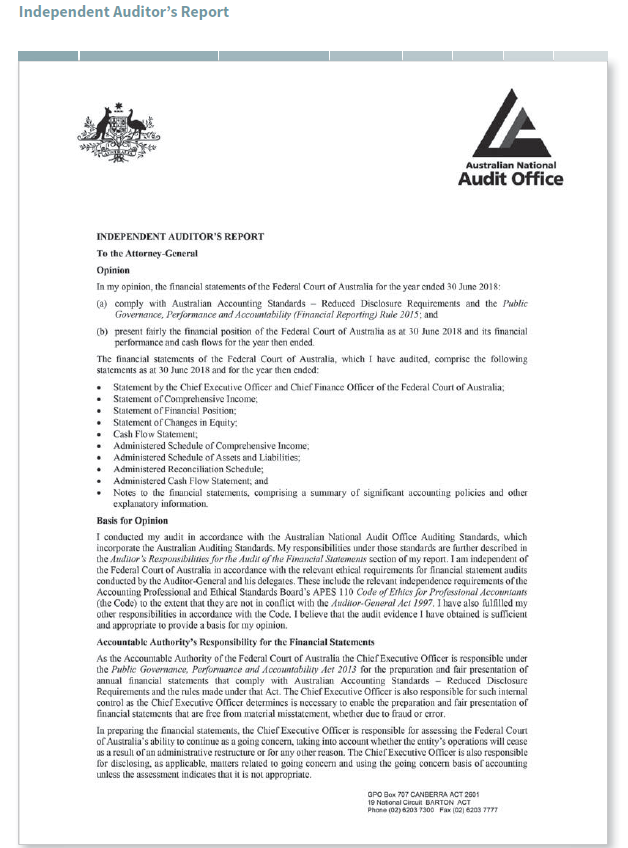 Independent Auditor's Report
Australian National
Audit Office
INDEPENDENT AUDITOR'S REPORT
To the Attorney-General
Opinion
In my opinion, the financial statements of the Federal Court of Australia for the year ended 30 June 2018:
(a) comply with Australian Accounting Standards – Reduced Disclosure Requirements and the Public
Governance, Performance and Accountability (Financial Reporting) Rule 2015; and
(b) present fairly the financial position of the Federal Court of Australia as at 30 June 2018 and its financial
performance and cash flows for the year then ended.
The financial statements of the Federal Court of Australia, which I have audited, comprise the following
statements as at 30 June 2018 and for the year then ended:
• Statement by the Chief Executive Officer and Chief Finance Officer of the Federal Court of Australia;
• Statement of Comprehensive Income;
• Statement of Financial Position;
• Statement of Changes in Equity;
• Cash Flow Statement;
• Administered Schedule of Comprehensive Income;
• Administered Schedule of Assets and Liabilities;
• Administered Reconciliation Schedule;
• Administered Cash Flow Statement; and
• Notes to the financial statements, comprising a summary of significant accounting policies and other
explanatory information.
Basis for Opinion
I conducted my audit in accordance with the Australian National Audit Office Auditing Standards, which
incorporate the Australian Auditing Standards. My responsibilities under those standards are further described in
the Auditor's Responsibilities for the Audit of the Financial Statements section of my report. I am independent of
the Federal Court of Australia in accordance with the relevant ethical requirements for financial statement audits
conducted by the Auditor-General and his delegates. These include the relevant independence requirements of the
Accounting Professional and Ethical Standards Board's APES 110 Code of Ethics for Professional Accountants
(the Code) to the extent that they are not in conflict with the Auditor-General Act 1997. I have also fulfilled my
other responsibilities in accordance with the Code. I believe that the audit evidence I have obtained is sufficient
and appropriate to provide a basis for my opinion.
Accountable Authority's Responsibility for the Financial Statements
As the Accountable Authority of the Federal Court of Australia the Chief Executive Officer is responsible under
the Public Governance, Performance and Accountability Act 2013 for the preparation and fair presentation of
annual financial statements that comply with Australian Accounting Standards – Reduced Disclosure
Requirements and the rules made under that Act. The Chief Executive Officer is also responsible for such internal
control as the Chief Executive Officer determines is necessary to enable the preparation and fair presentation of
financial statements that are free from material misstatement, whether due to fraud or error.
In preparing the financial statements, the Chief Executive Officer is responsible for assessing the Federal Court
of Australia's ability to continue as a going concern, taking into account whether the entity's operations will cease
as a result of an administrative restructure or for any other reason. The Chief Executive Officer is also responsible
for disclosing, as applicable, matters related to going concern and using the going concern basis of accounting
unless the assessment indicates that it is not appropriate.
GPO Box 707 CANBERRA ACT 2601
19 National Circuit BARTON ACT
Phone (02) 6203 7300 Fax (02) 6203 7777